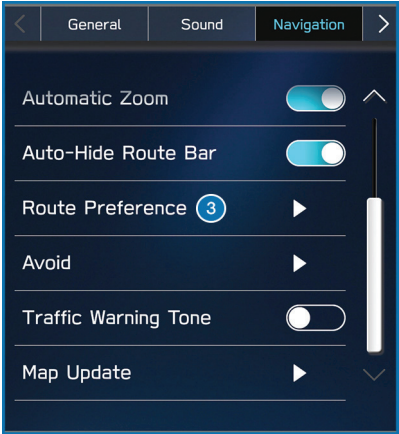 General Sound Navigation
Automatic Zoom
Auto-Hide Route Bar
Route Preference 3
Avoid
Traffic Warning Tone
Map Update